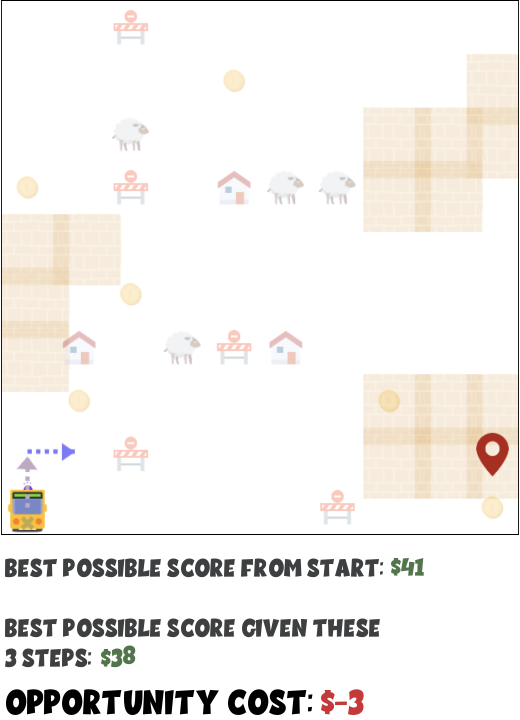 BEST POSSIBLE SCORE FROM START: $41
BEST POSSIBLE SCORE GIVEN THESE
3 STEPS: $38
OPPORTUNITY COST: $-3